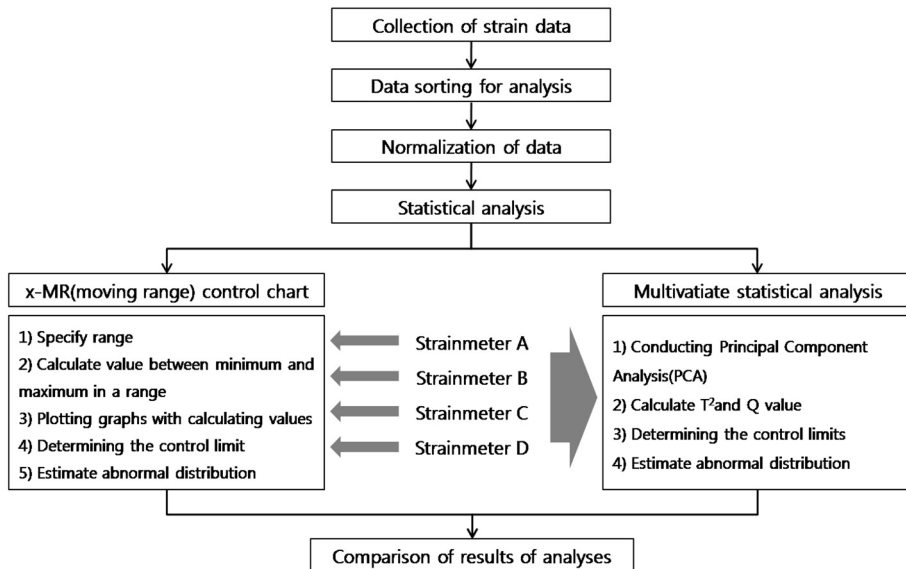 Collection of strain data
Data sorting for analysis
Normalization of data
Statistical analysis
x-MR(moving range) control chart
1) Specify range
2) Calculate value between minimum and
maximum in a range
3) Plotting graphs with calculating values
4) Determining the control limit
5) Estimate abnormal distribution
Strainmeter A
Strainmeter B
Strainmeter C
Strainmeter D
Multivatiate statistical analysis
1) Conducting Principal Component
Analysis(PCA)
2) Calculate T²and Q value
3) Determining the control limits
4) Estimate abnormal distribution
Comparison of results of analyses